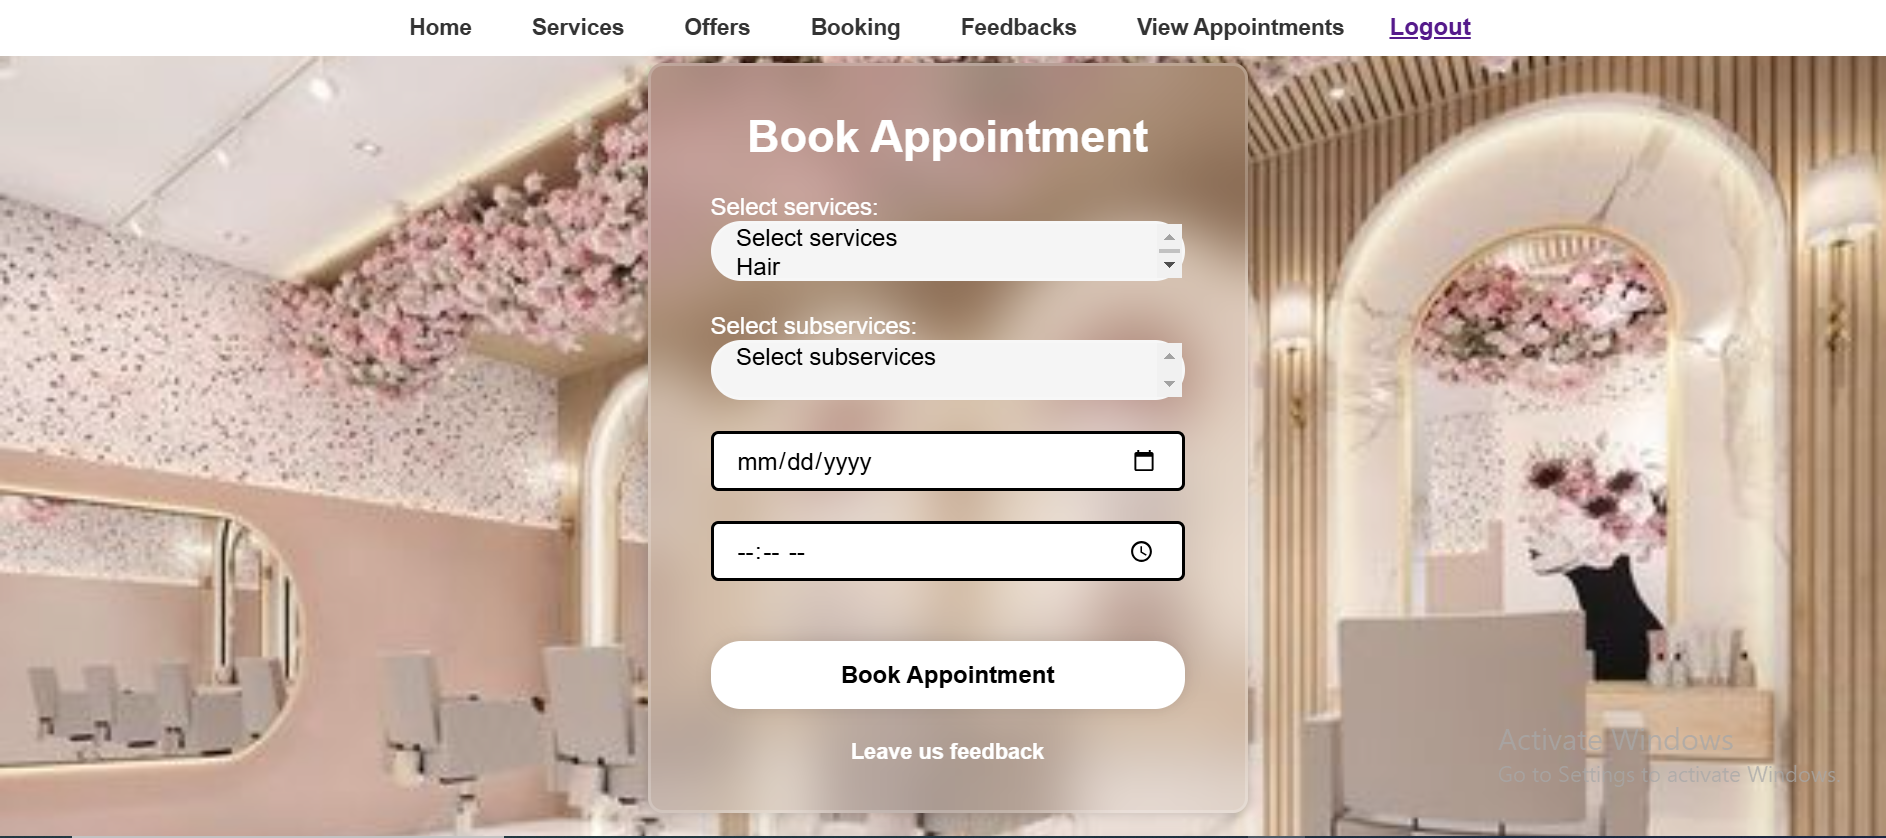 Home Services Offers Booking Feedbacks View Appointments Logout
Book Appointment
Select services:
Select services
Hair
Select subservices:
Select subservices
mm/dd/yyyy
--:-- --
Book Appointment
Leave us feedback
Activate Windows
Go to Settings to activate Windows.